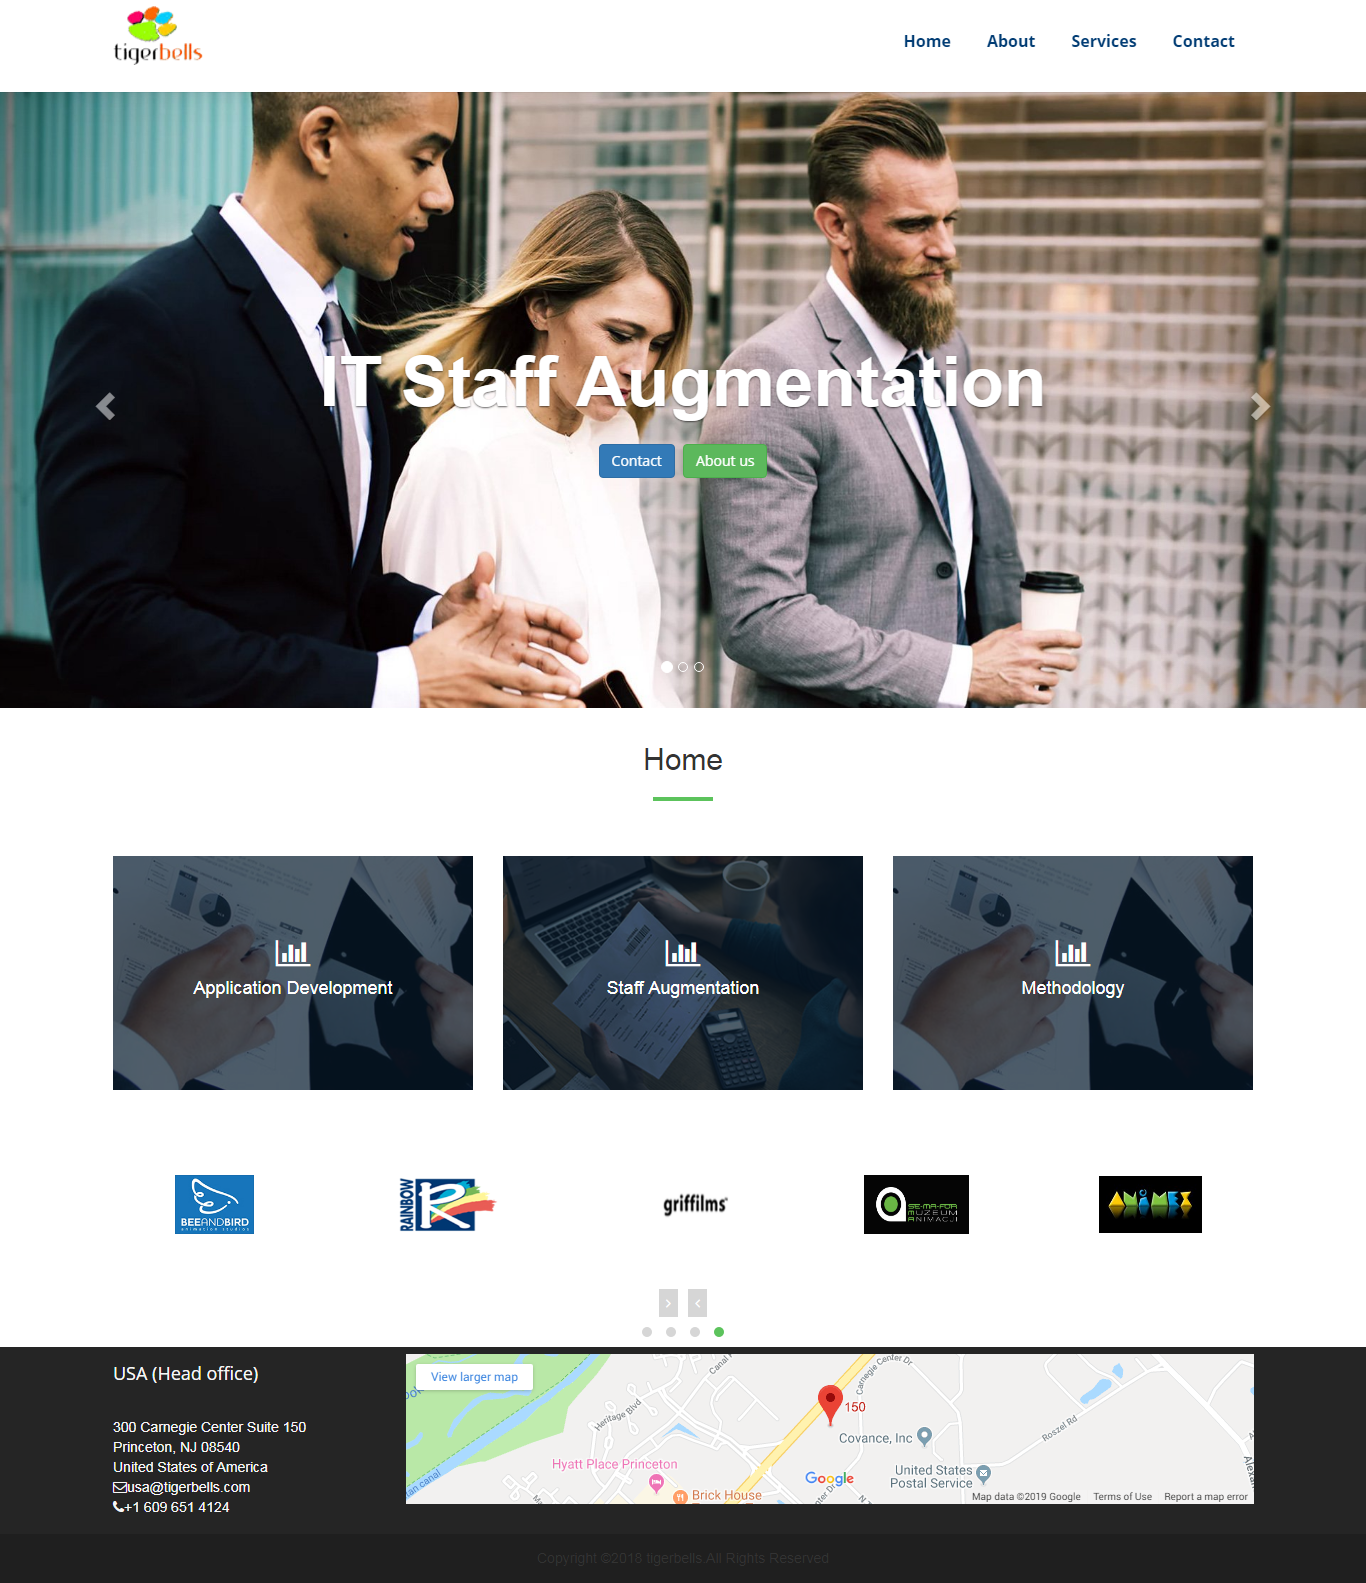 tigerbells
Home
About
Services
Contact
IT Staff Augmentation
Contact
About us
Home
Application Development
Staff Augmentation
Methodology
BEEANDBIRD
animation studios
RAINBOW
R
griffilms
SE-MA-FOR
MUZEUM
ANIMACJI
ANiMEX
USA (Head office)
300 Carnegie Center Suite 150
Princeton, NJ 08540
United States of America
usa@tigerbells.com
+1 609 651 4124
View larger map
Canal
Carnegie Center Dr
Heritage Blvd
150
Covance, Inc
Roszel Rd
Hyatt Place Princeton
Google
United States
Postal Service
Brick House
Map data ©2019 Google
Terms of Use
Report a map error
Copyright ©2018 tigerbells.All Rights Reserved